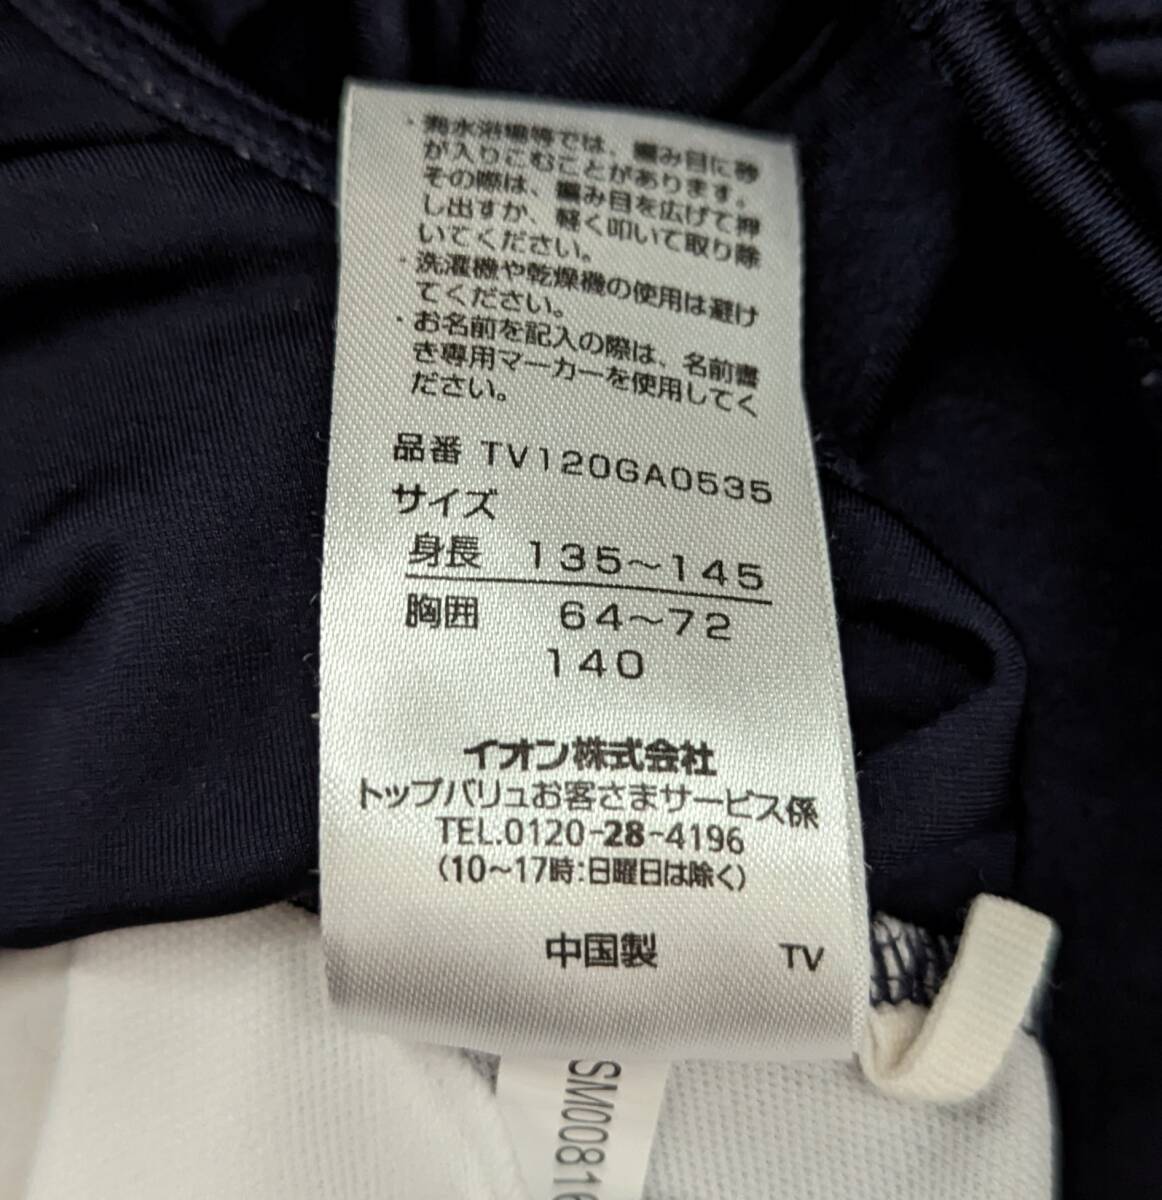 ・海水浴場等では、編み目に砂
が入りこむことがあります。
その際は、編み目を広げて押
し出すか、軽く叩いて取り除
いてください。
・洗濯機や乾燥機の使用は避け
てください。
・お名前を記入の際は、名前書
き専用マーカーを使用してく
ださい。
品番 TV120GA0535
サイズ
身長 135～145
胸囲 64～72
140
イオン株式会社
トップバリュお客さまサービス係
TEL.0120-28-4196
(10～17時:日曜日は除く)
中国製 TV
SM00816